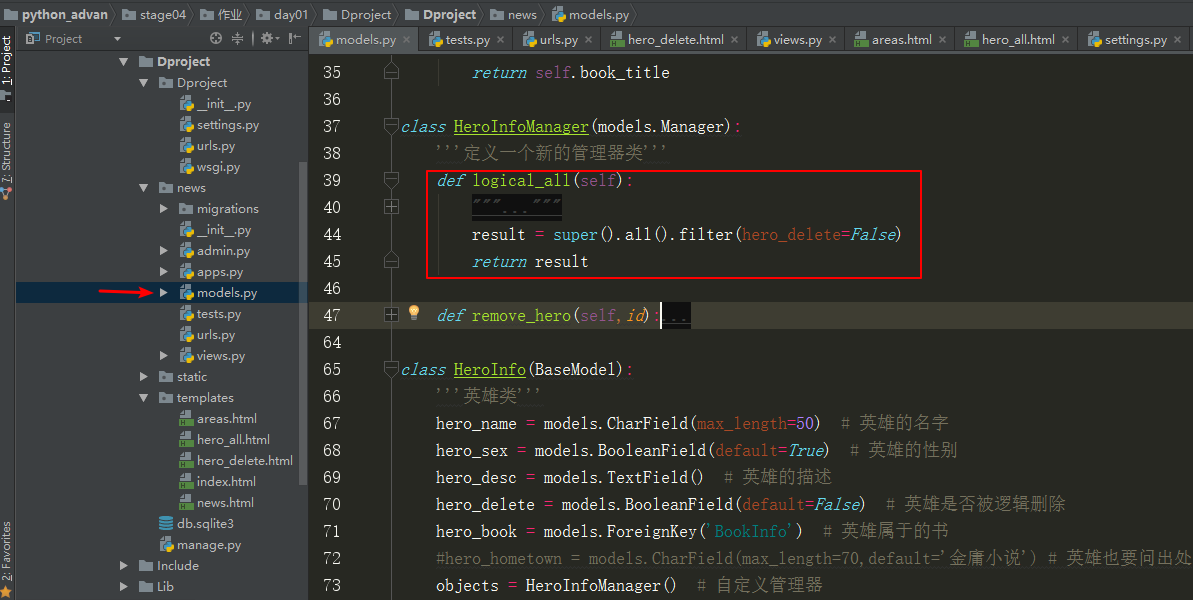 python_advan stage04 作业 day01 Dproject Dproject news models.py
Project
models.py tests.py urls.py hero_delete.html views.py areas.html hero_all.html settings.py
1: Project
7: Structure
2: Favorites
Dproject
Dproject
__init__.py
settings.py
urls.py
wsgi.py
news
migrations
__init__.py
admin.py
apps.py
models.py
tests.py
urls.py
views.py
static
templates
areas.html
hero_all.html
hero_delete.html
index.html
news.html
db.sqlite3
manage.py
Include
Lib
35 return self.book_title
36
37 class HeroInfoManager(models.Manager):
38 '''定义一个新的管理器类'''
39 def logical_all(self):
40 """..."""
44 result = super().all().filter(hero_delete=False)
45 return result
46
47 def remove_hero(self,id):...
64
65 class HeroInfo(BaseModel):
66 '''英雄类'''
67 hero_name = models.CharField(max_length=50) # 英雄的名字
68 hero_sex = models.BooleanField(default=True) # 英雄的性别
69 hero_desc = models.TextField() # 英雄的描述
70 hero_delete = models.BooleanField(default=False) # 英雄是否被逻辑删除
71 hero_book = models.ForeignKey('BookInfo') # 英雄属于的书
72 #hero_hometown = models.CharField(max_length=70,default='金庸小说') # 英雄也要问出处
73 objects = HeroInfoManager() # 自定义管理器